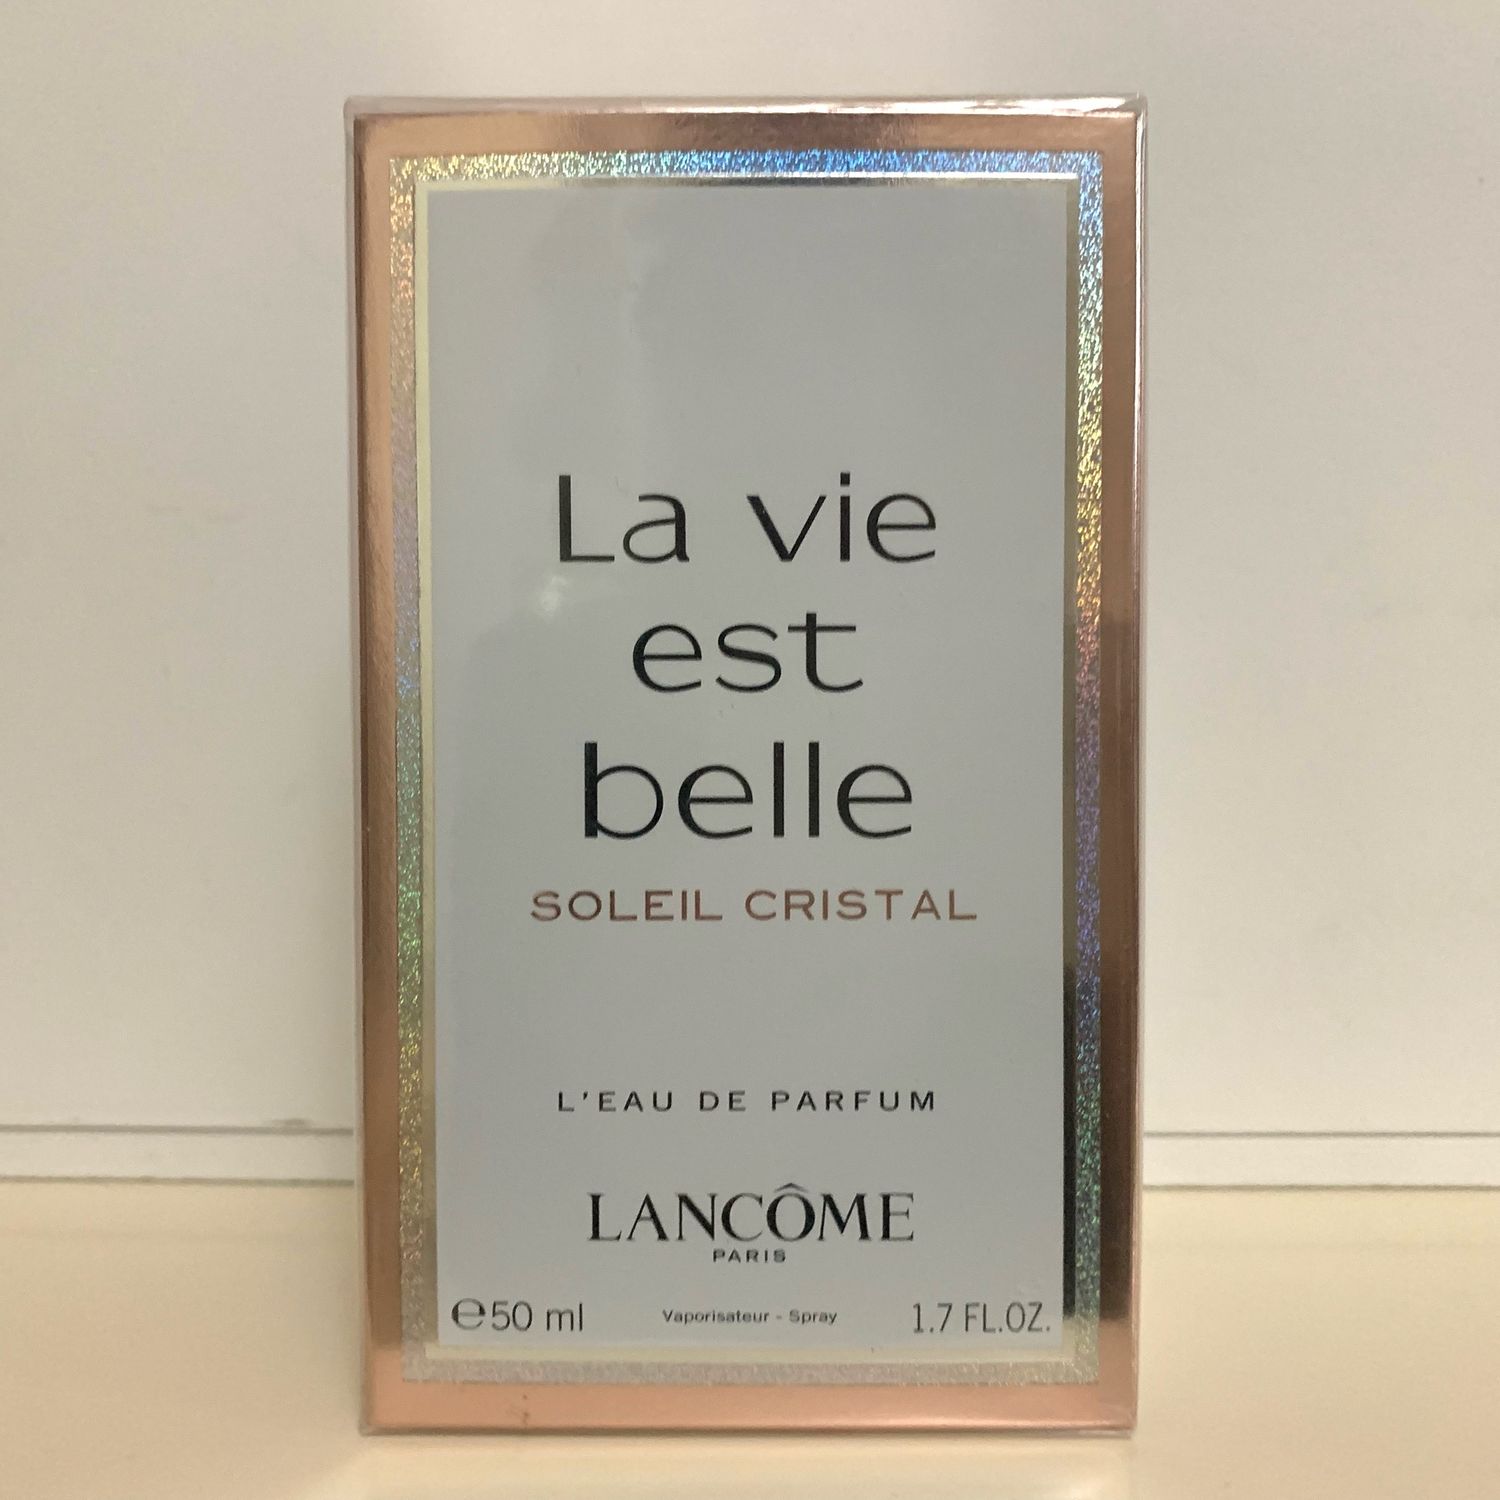 La vie
est
belle
SOLEIL CRISTAL
L'EAU DE PARFUM
LANCÔME
PARIS
℮50 ml Vaporisateur - Spray 1.7 FL.OZ.